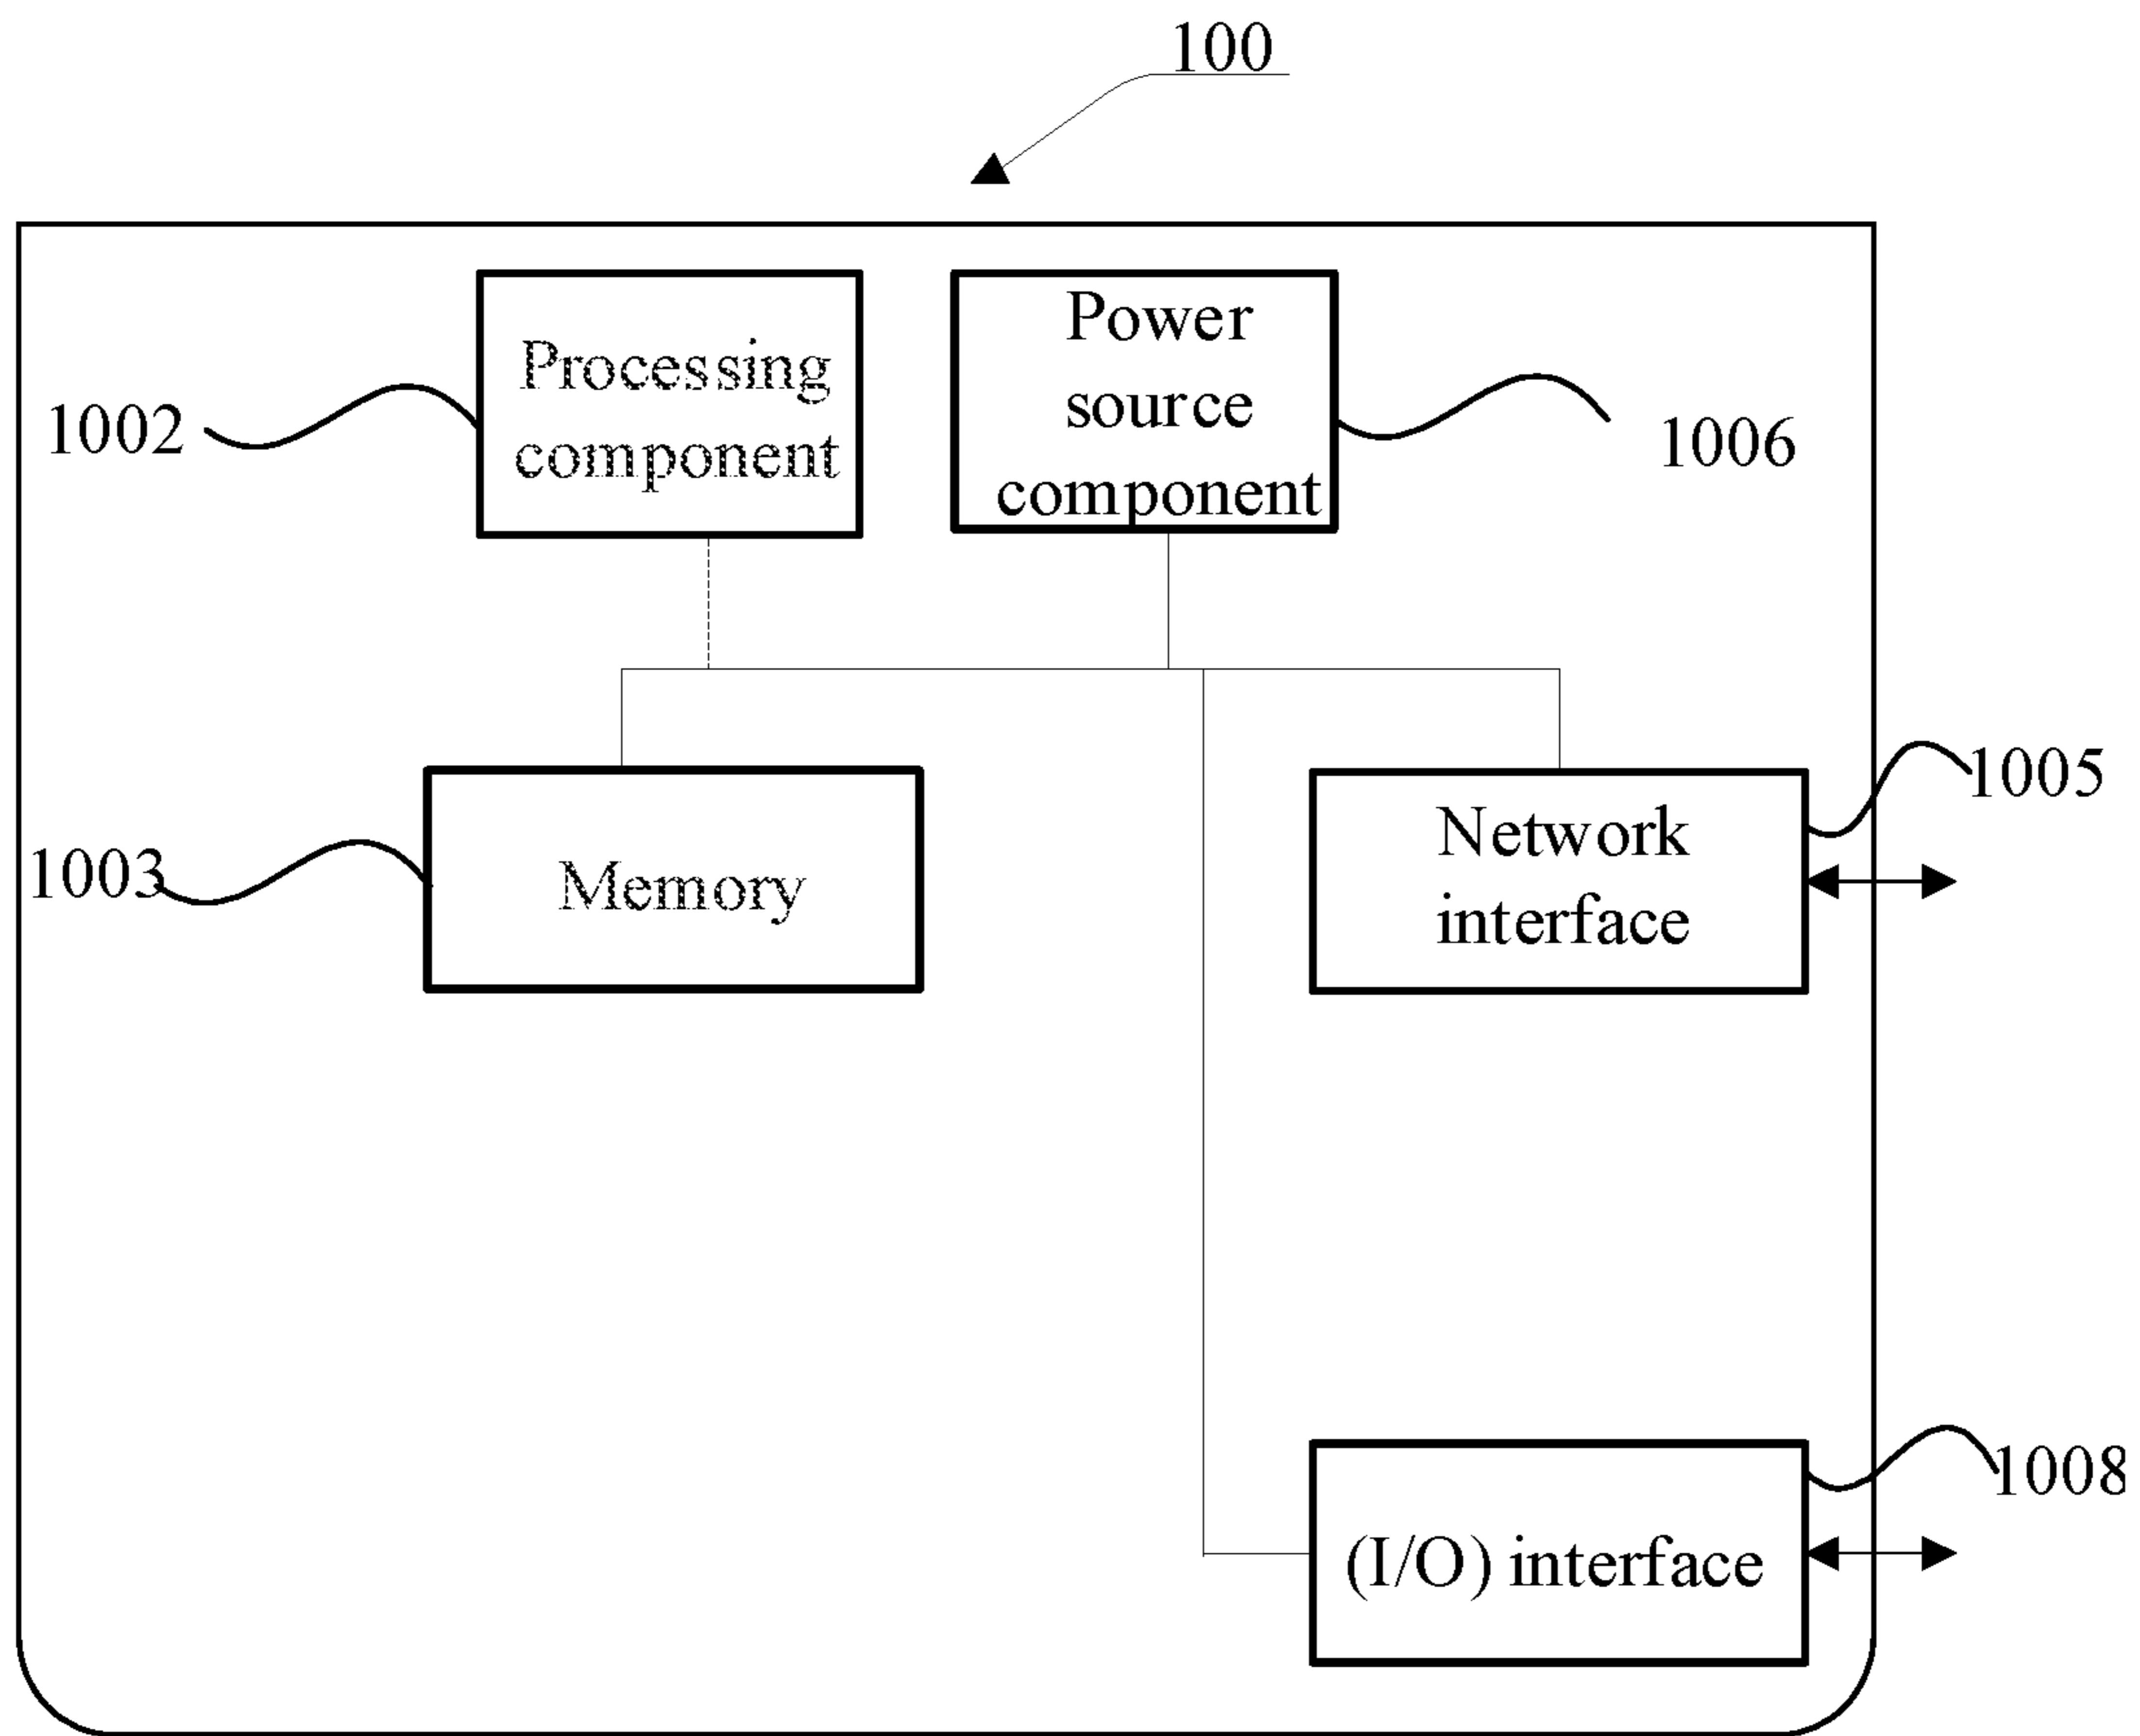 100
Processing
component
Power
source
component
1002
1006
1003
Memory
Network
interface
1005
(I/O) interface
1008